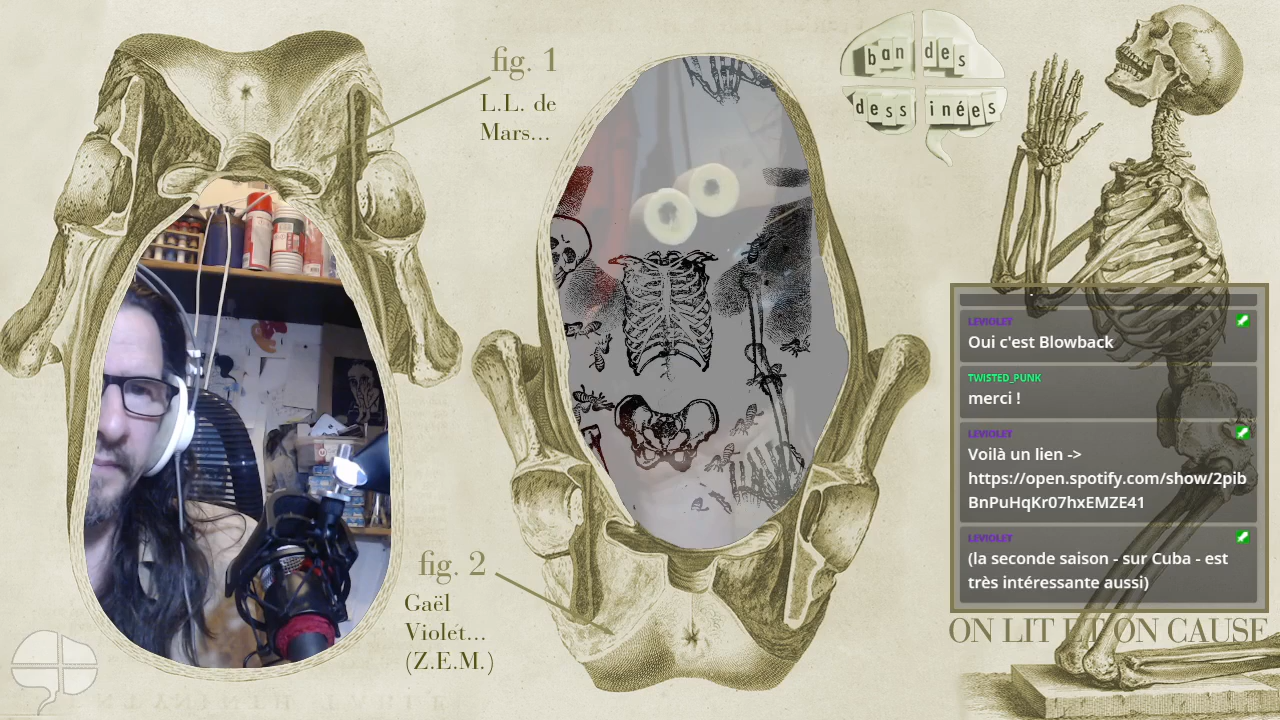 fig. 1
L.L. de
Mars...
ban des
dess inées
LEVIOLET
Oui c'est Blowback
TWISTED_PUNK
merci !
LEVIOLET
Voilà un lien ->
https://open.spotify.com/show/2pib
BnPuHqKr07hxEMZE41
LEVIOLET
(la seconde saison - sur Cuba - est
très intéressante aussi)
fig. 2
Gaël
Violet...
(Z.E.M.)
ON LIT ET ON CAUSE